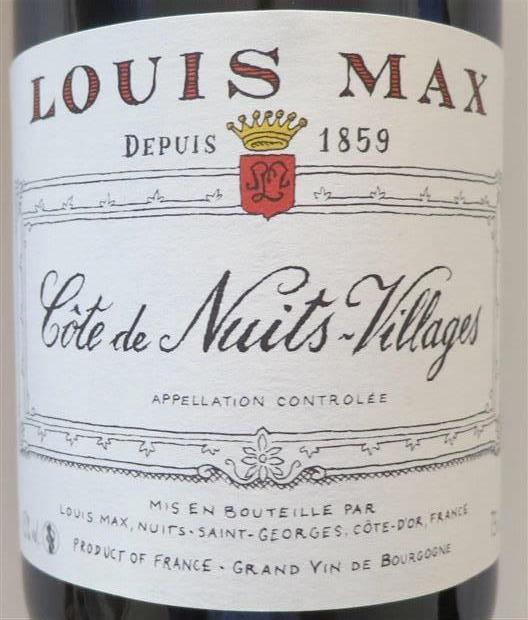 LOUIS MAX
DEPUIS 1859
LM
Côte de Nuits-Villages
APPELLATION CONTROLÉE
MIS EN BOUTEILLE PAR
LOUIS MAX, NUITS-SAINT-GEORGES, CÔTE-D'OR, FRANCE
PRODUCT OF FRANCE - GRAND VIN DE BOURGOGNE